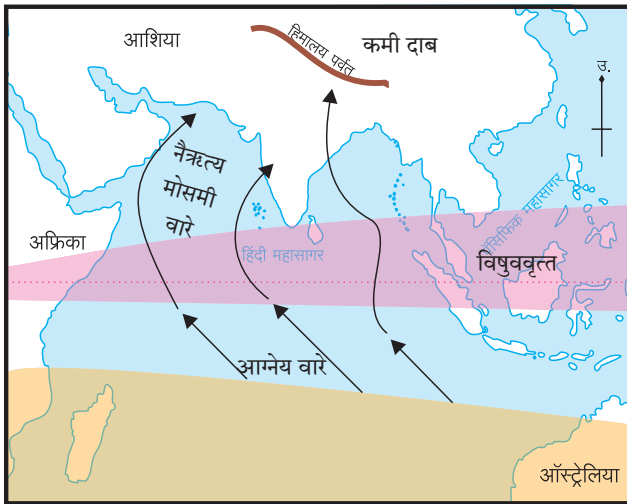 आशिया
हिमालय पर्वत
कमी दाब
उ.
नैऋत्य
मोसमी
वारे
अफ्रिका
हिंदी महासागर
पॅसिफिक महासागर
विषुववृत्त
आग्नेय वारे
ऑस्ट्रेलिया